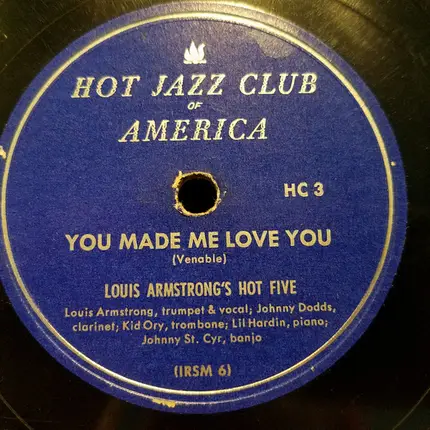 HOT JAZZ CLUB
OF
AMERICA
HC 3
YOU MADE ME LOVE YOU
(Venable)
LOUIS ARMSTRONG'S HOT FIVE
Louis Armstrong, trumpet & vocal; Johnny Dodds,
clarinet; Kid Ory, trombone; Lil Hardin, piano;
Johnny St. Cyr, banjo
(IRSM 6)